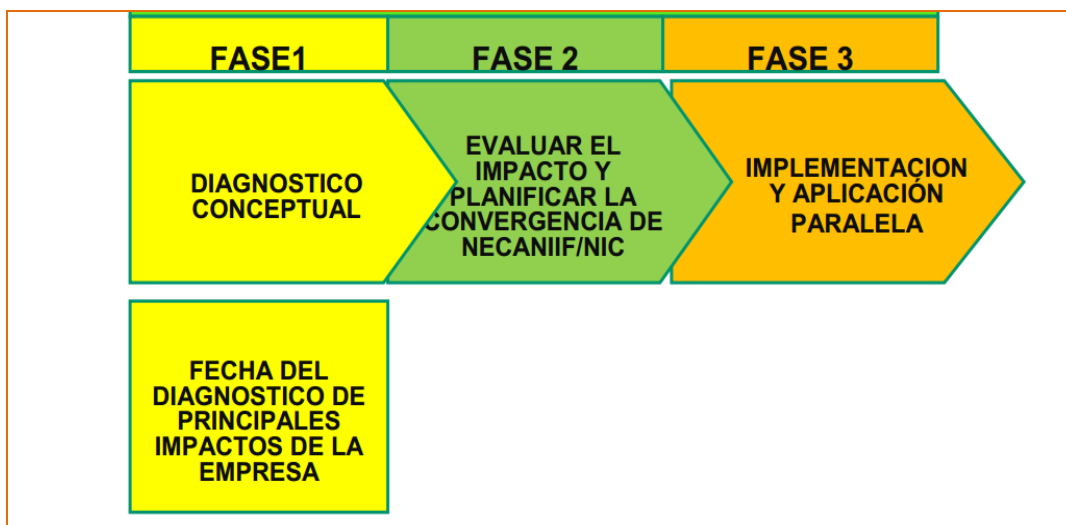 FASE1
FASE 2
FASE 3
DIAGNOSTICO
CONCEPTUAL
EVALUAR EL
IMPACTO Y
PLANIFICAR LA
CONVERGENCIA DE
NECANIIF/NIC
IMPLEMENTACION
Y APLICACIÓN
PARALELA
FECHA DEL
DIAGNOSTICO DE
PRINCIPALES
IMPACTOS DE LA
EMPRESA